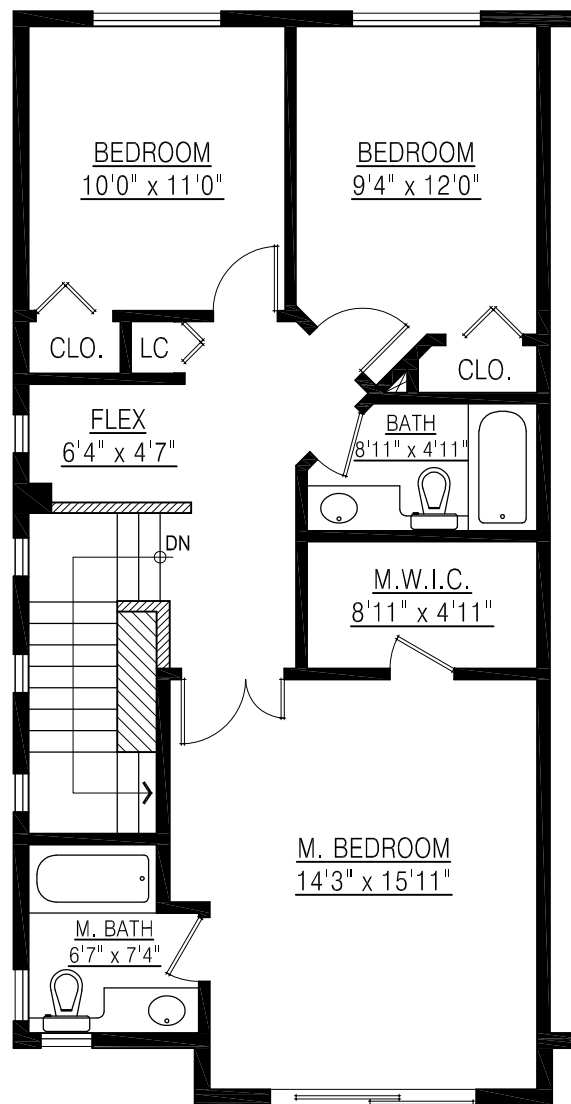 BEDROOM
10'0" x 11'0"
BEDROOM
9'4" x 12'0"
CLO.
LC
CLO.
FLEX
6'4" x 4'7"
BATH
8'11" x 4'11"
DN
M.W.I.C.
8'11" x 4'11"
M. BEDROOM
14'3" x 15'11"
M. BATH
6'7" x 7'4"